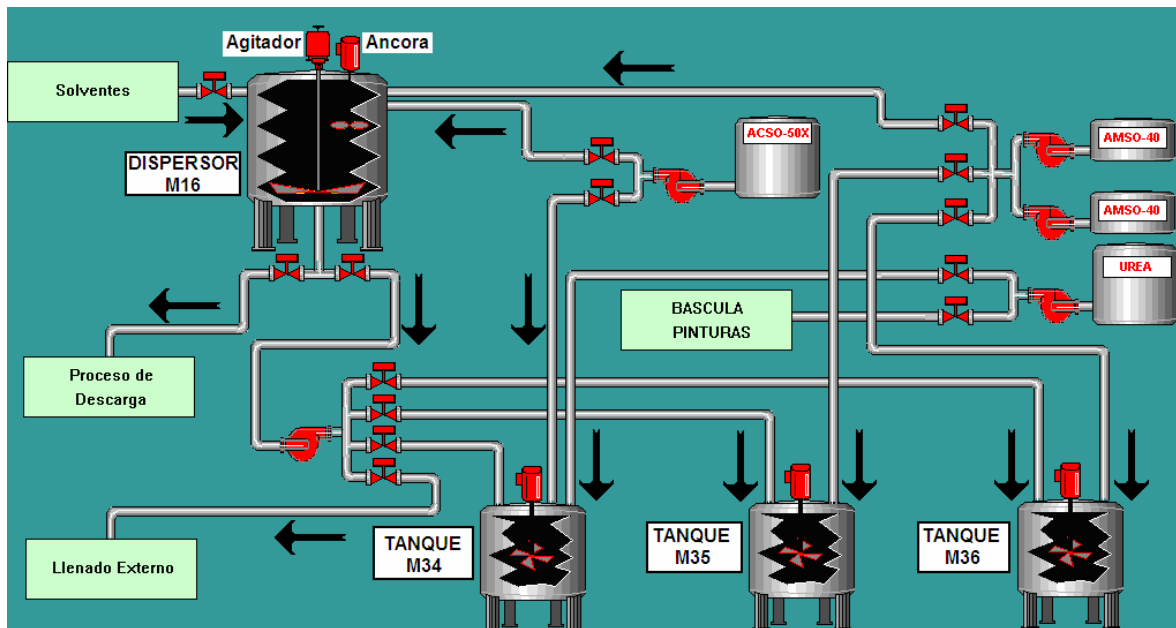 Agitador
Ancora
Solventes
DISPERSOR
M16
ACSO-50X
AMSO-40
AMSO-40
UREA
BASCULA
PINTURAS
Proceso de
Descarga
TANQUE
M34
TANQUE
M35
TANQUE
M36
Llenado Externo